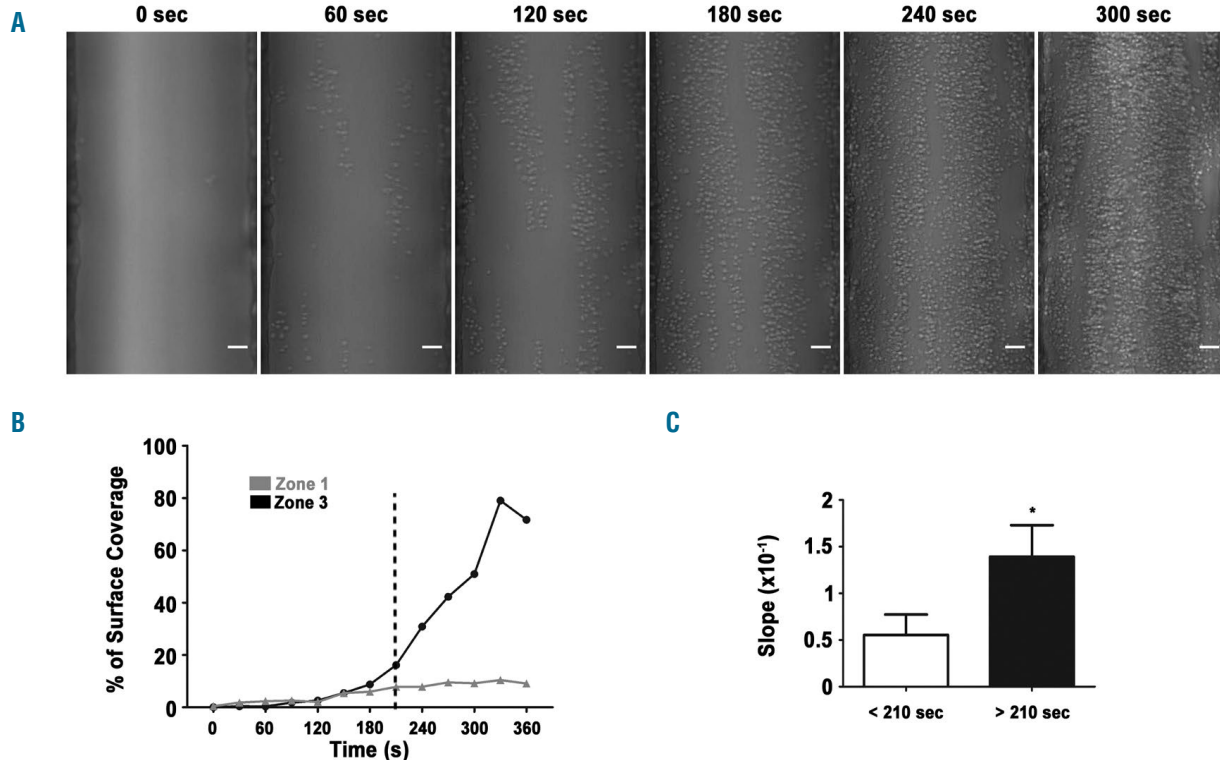 A
0 sec 60 sec 120 sec 180 sec 240 sec 300 sec
B
% of Surface Coverage
100
80
60
40
20
0
Zone 1
Zone 3
0 60 120 180 240 300 360
Time (s)
C
Slope (x10⁻¹)
2
1.5
1
0.5
0
*
< 210 sec > 210 sec